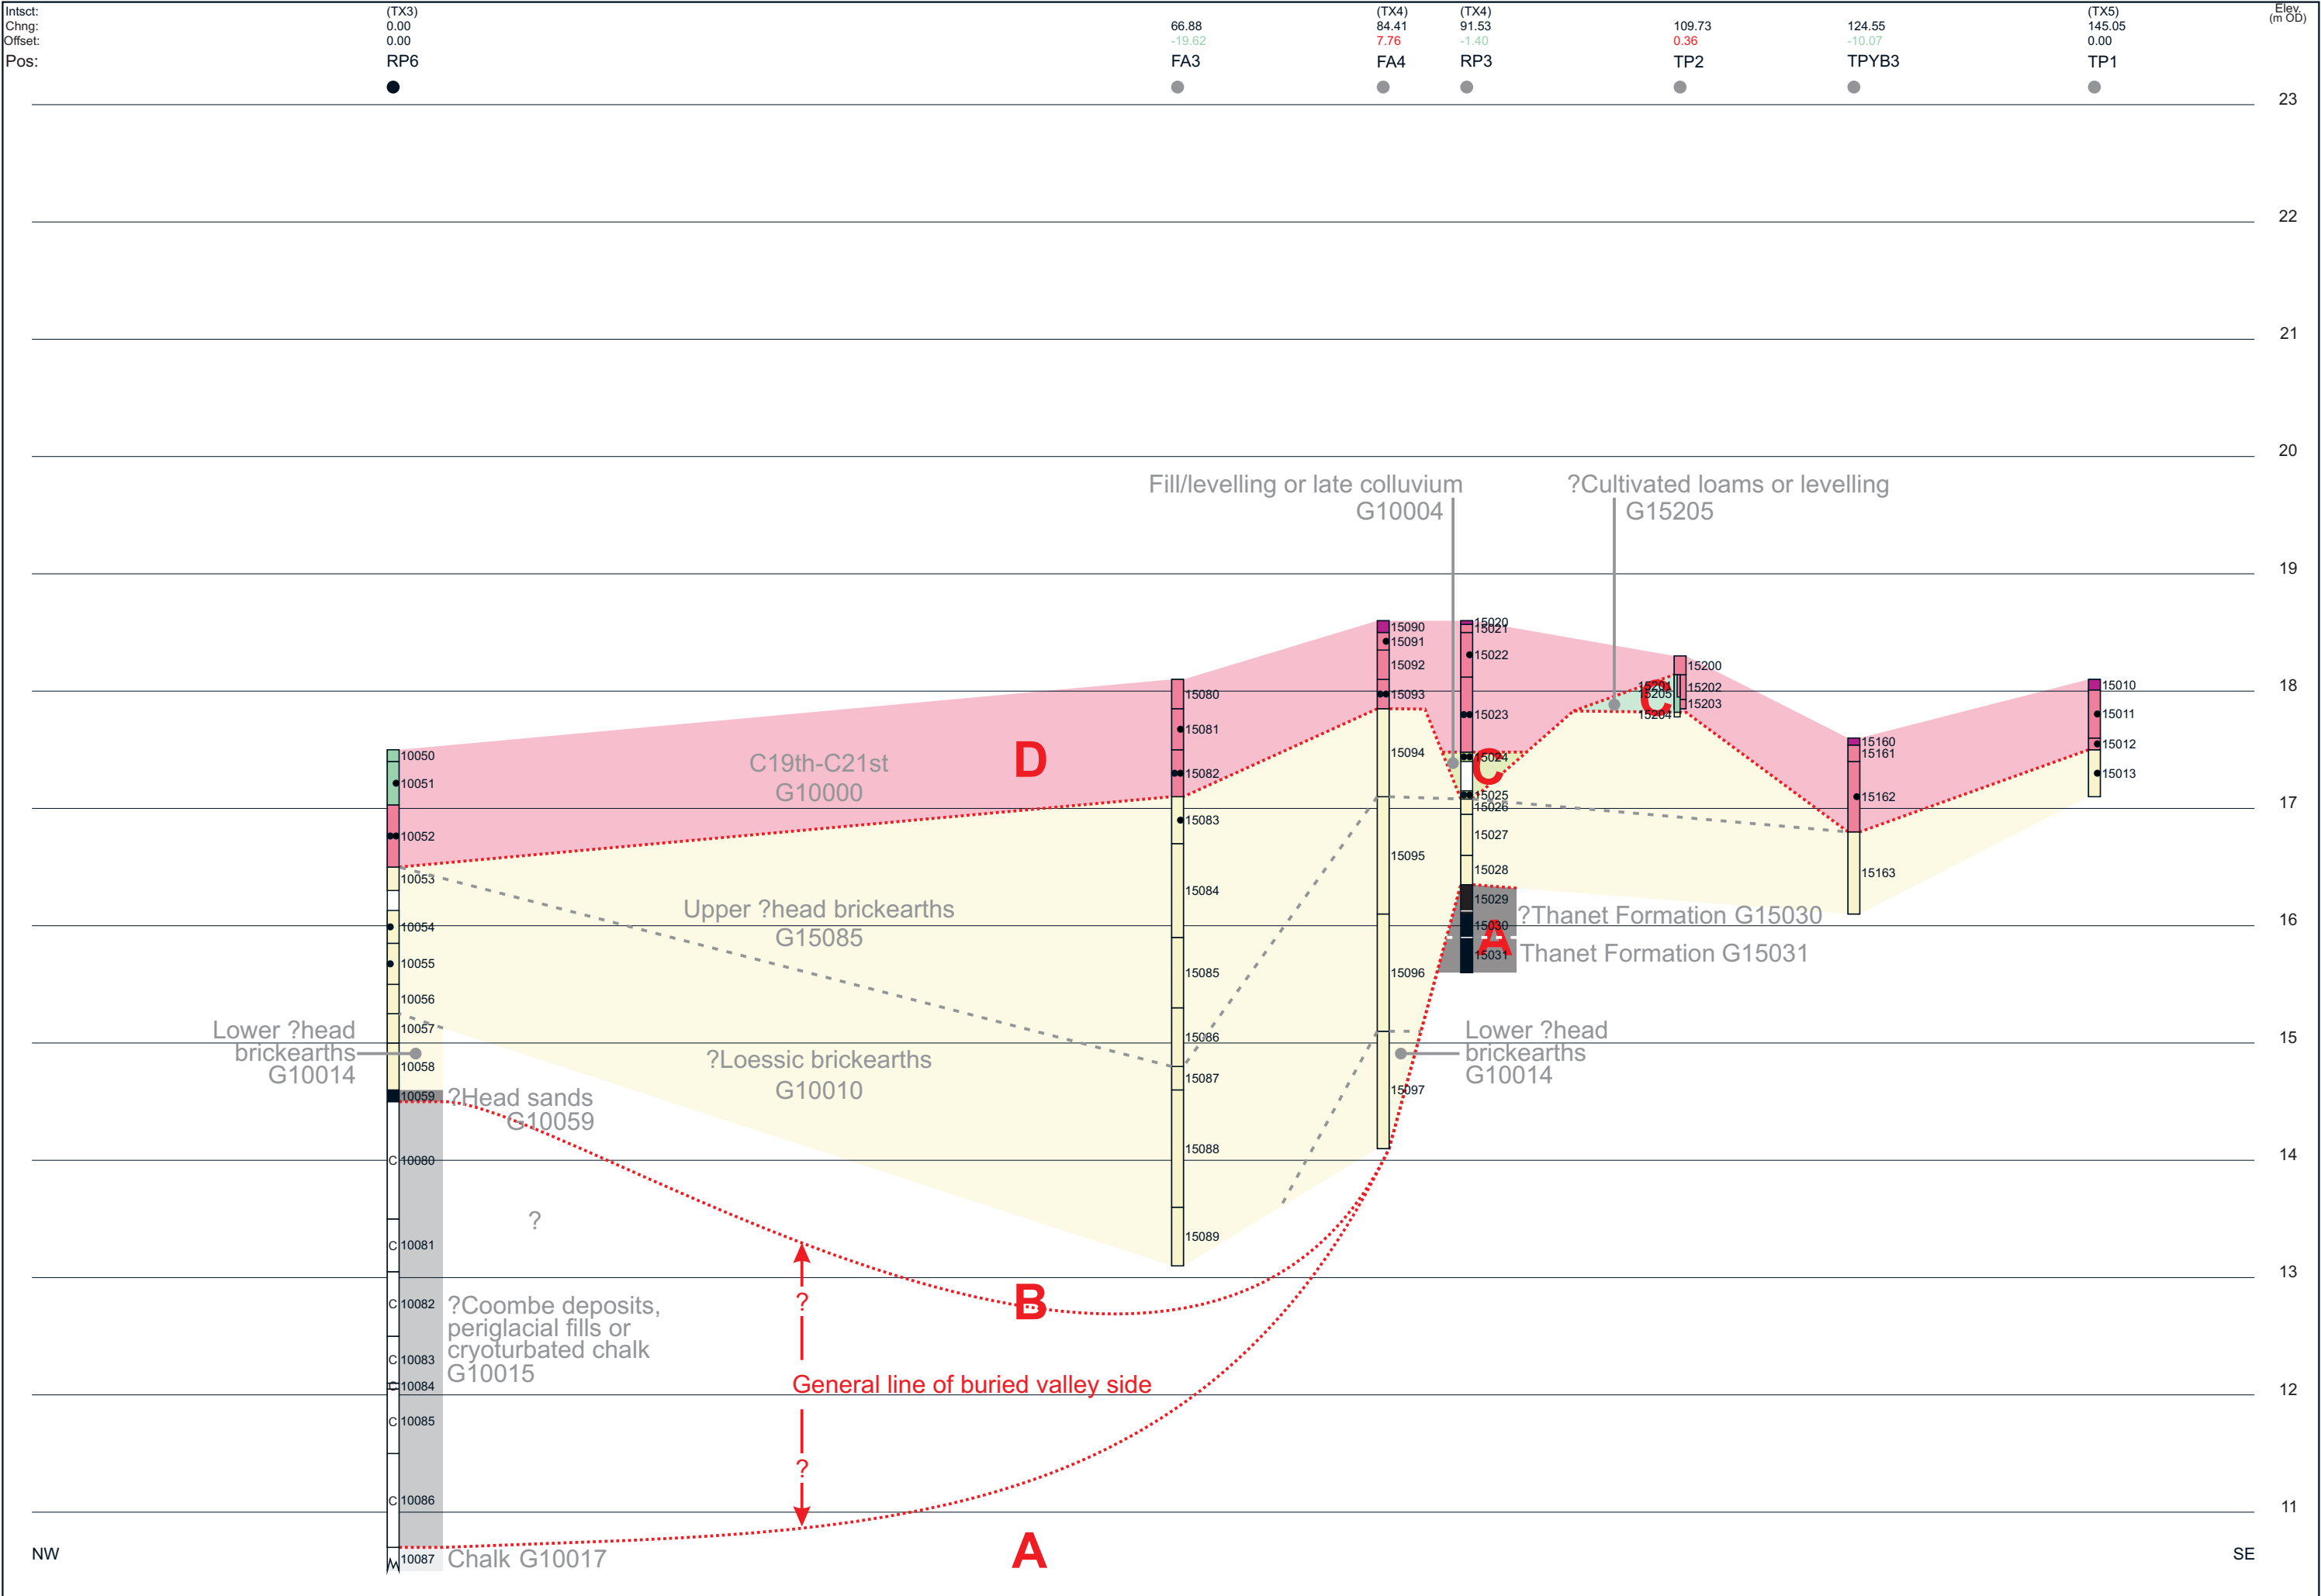 Intsct: (TX3) (TX4) (TX4) (TX5) Elev.
Chng: 0.00 66.88 84.41 91.53 109.73 124.55 145.05 (m OD)
Offset: 0.00 -19.62 7.76 -1.40 0.36 -10.07 0.00
Pos: RP6 FA3 FA4 RP3 TP2 TPYB3 TP1
23
22
21
20
Fill/levelling or late colluvium
G10004
?Cultivated loams or levelling
G15205
19
18
17
16
15
14
13
12
11
10050
10051
10052
10053
10054
10055
10056
10057
10058
10059
C 10080
C 10081
C 10082
C 10083
C 10084
C 10085
C 10086
10087
15080
15081
15082
15083
15084
15085
15086
15087
15088
15089
15090
15091
15092
15093
15094
15095
15096
15097
15020
15021
15022
15023
15024
15025
15026
15027
15028
15029
15030
15031
15200
15202
15203
15205
15204
15160
15161
15162
15163
15010
15011
15012
15013
C19th-C21st
G10000
D
C
C
Upper ?head brickearths
G15085
?Thanet Formation G15030
A
Thanet Formation G15031
Lower ?head
brickearths
G10014
?Loessic brickearths
G10010
Lower ?head
brickearths
G10014
?Head sands
G10059
?
?Coombe deposits,
periglacial fills or
cryoturbated chalk
G10015
?
B
General line of buried valley side
?
A
Chalk G10017
NW
SE